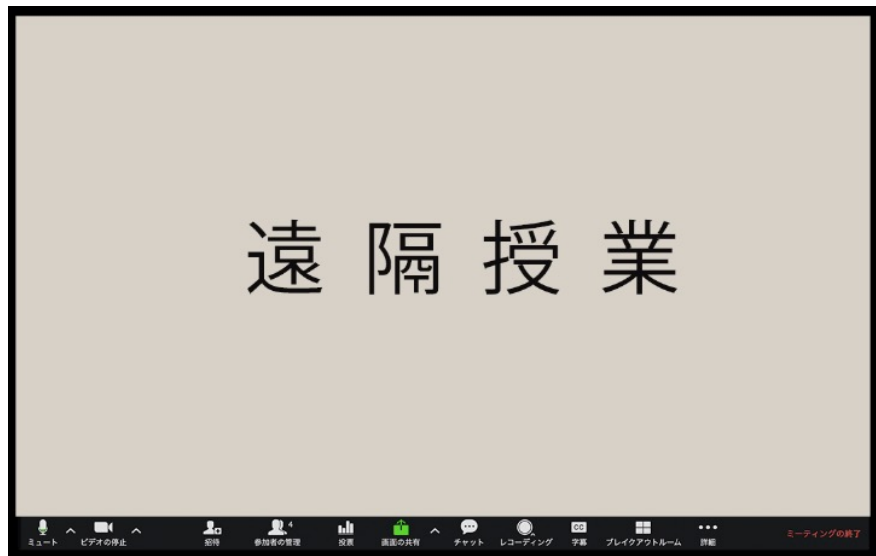 遠隔授業
ミュート ビデオの停止 招待 参加者の管理 4 投票 画面の共有 チャット レコーディング CC 字幕 ブレイクアウトルーム 詳細 ミーティングの終了